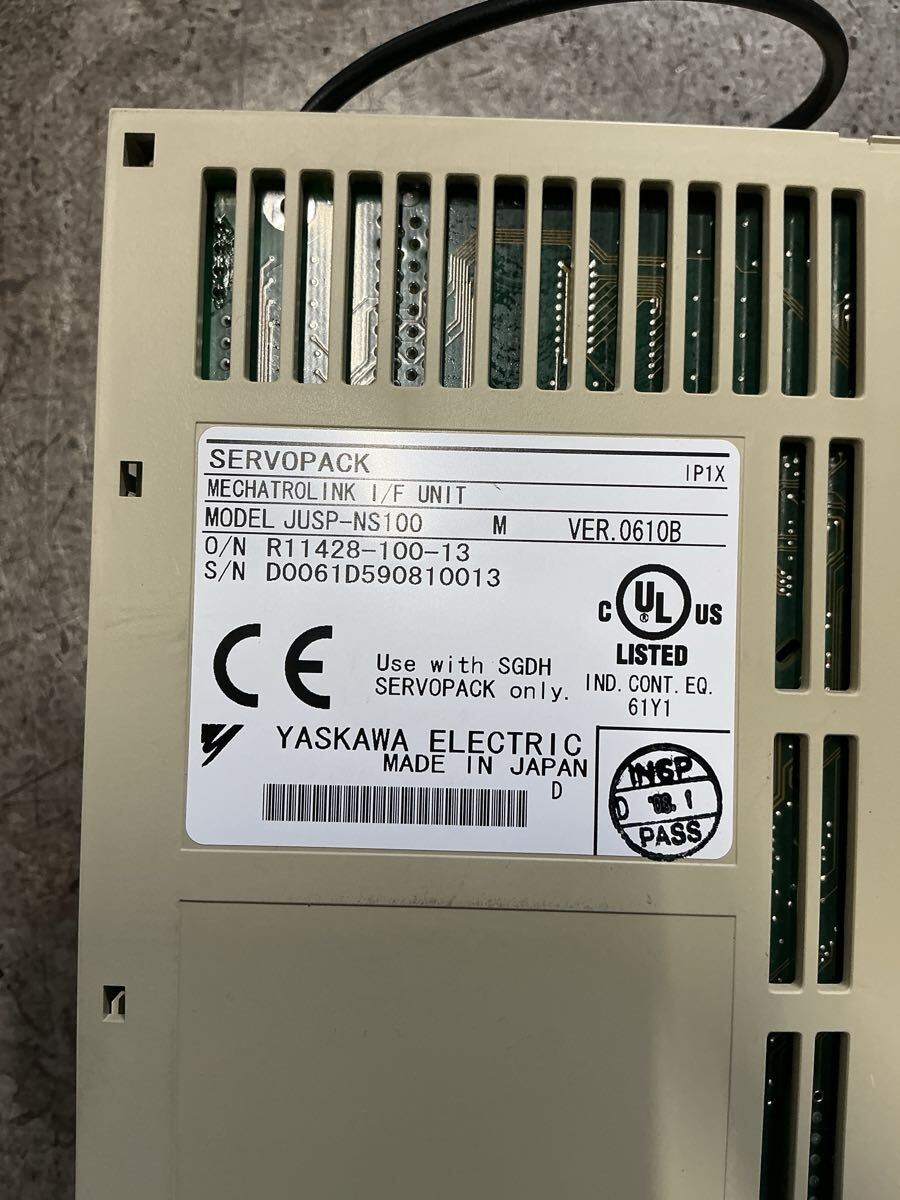 SERVOPACK IP1X
MECHATROLINK I/F UNIT
MODEL JUSP-NS100 M VER.0610B
O/N R11428-100-13
S/N D0061D590810013
C UL ® US
LISTED
IND. CONT. EQ.
61Y1
CE
Use with SGDH
SERVOPACK only.
YASKAWA ELECTRIC
MADE IN JAPAN
D
INSP
D '08. 1
PASS